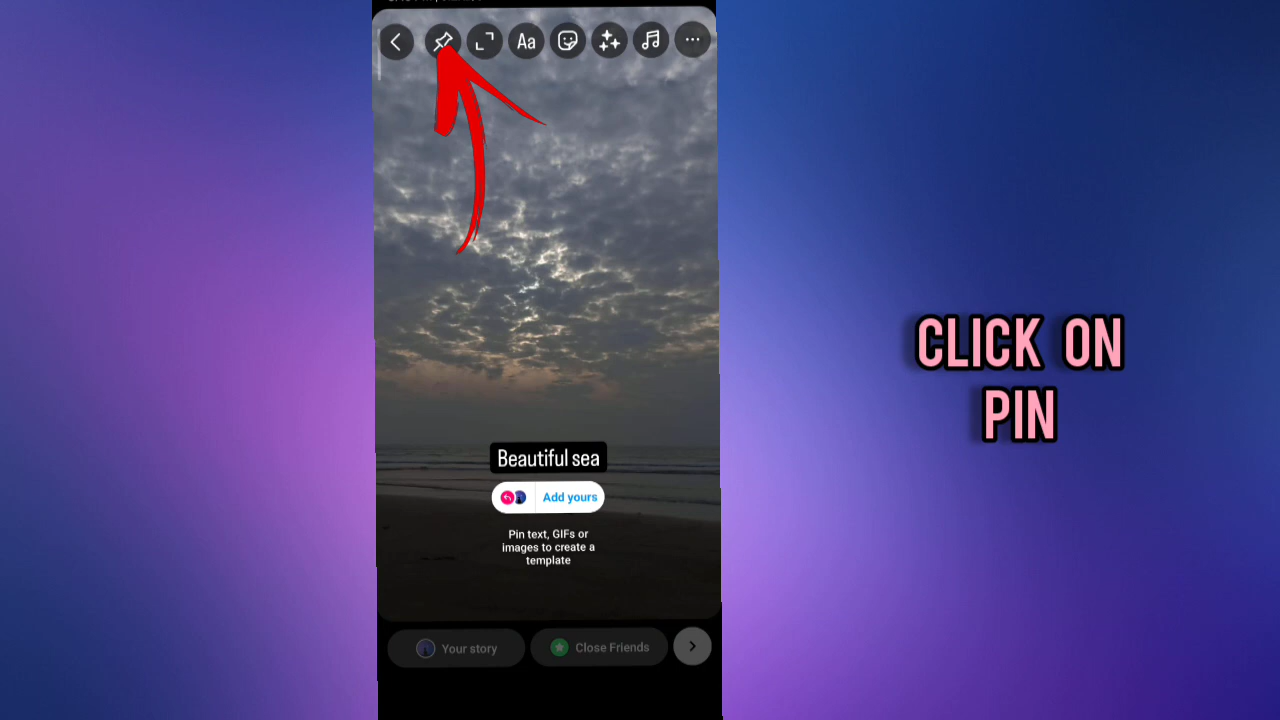 Aa
CLICK ON
PIN
Beautiful sea
Add yours
Pin text, GIFs or
images to create a
template
Your story
Close Friends